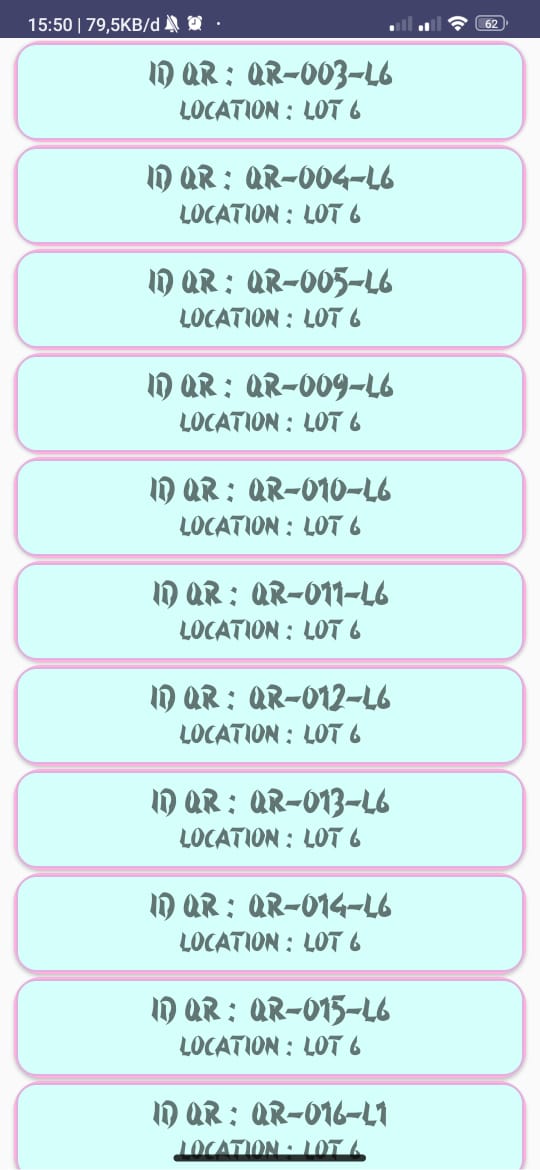 15:50 | 79,5KB/d
62
ID QR : QR-003-L6
LOCATION : LOT 6
ID QR : QR-004-L6
LOCATION : LOT 6
ID QR : QR-005-L6
LOCATION : LOT 6
ID QR : QR-009-L6
LOCATION : LOT 6
ID QR : QR-010-L6
LOCATION : LOT 6
ID QR : QR-011-L6
LOCATION : LOT 6
ID QR : QR-012-L6
LOCATION : LOT 6
ID QR : QR-013-L6
LOCATION : LOT 6
ID QR : QR-014-L6
LOCATION : LOT 6
ID QR : QR-015-L6
LOCATION : LOT 6
ID QR : QR-016-L1
LOCATION : LOT 6